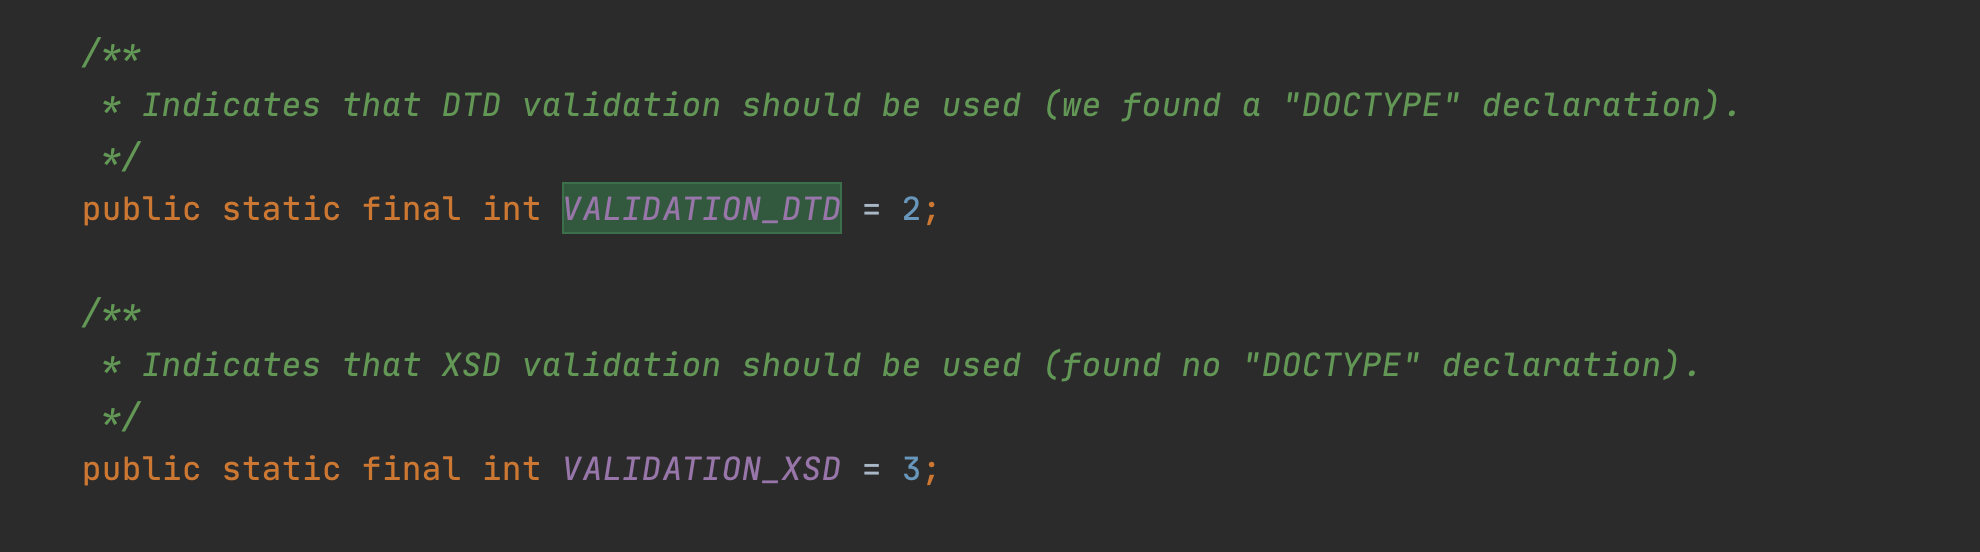 /**
 * Indicates that DTD validation should be used (we found a "DOCTYPE" declaration).
 */
public static final int VALIDATION_DTD = 2;
/**
 * Indicates that XSD validation should be used (found no "DOCTYPE" declaration).
 */
public static final int VALIDATION_XSD = 3;